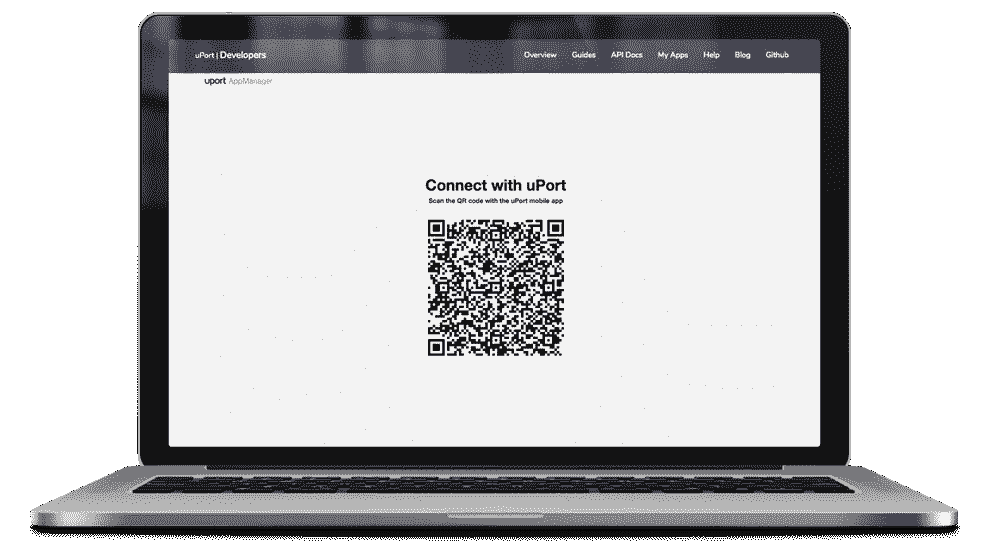 uPort | Developers Overview Guides API Docs My Apps Help Blog Github
uport AppManager
Connect with uPort
Scan the QR code with the uPort mobile app